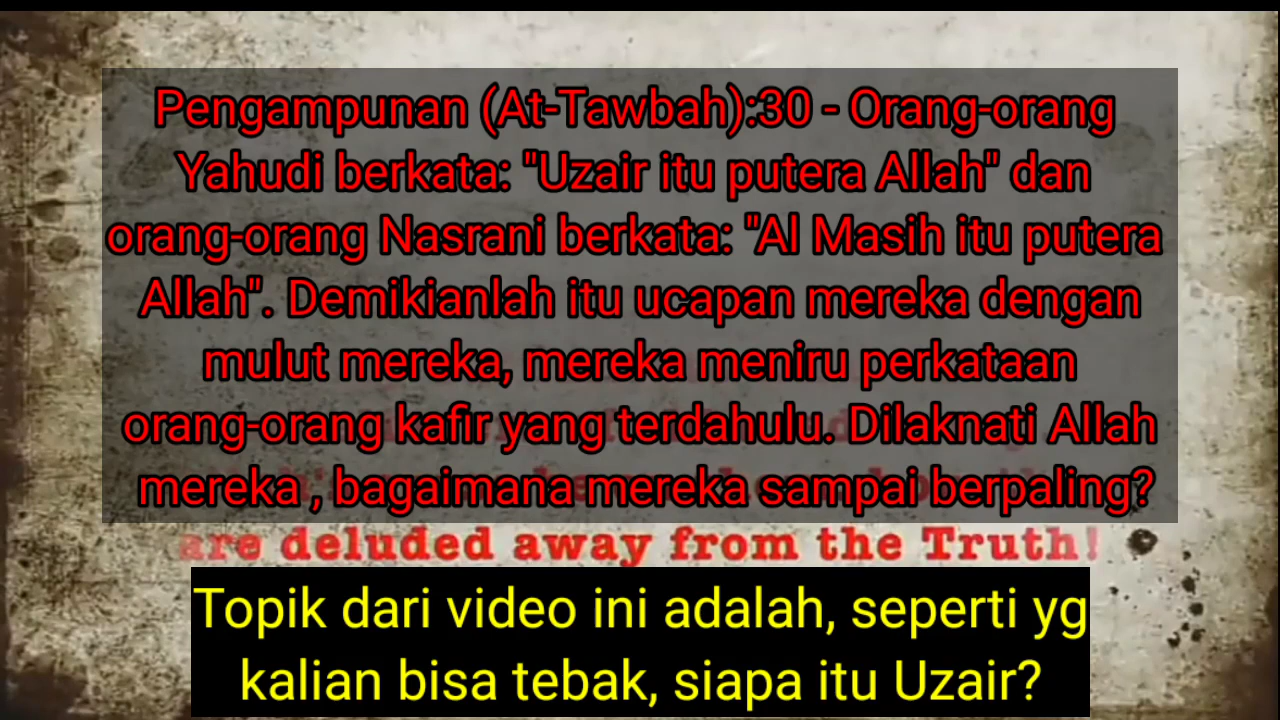 Pengampunan (At-Tawbah):30 - Orang-orang
Yahudi berkata: "Uzair itu putera Allah" dan
orang-orang Nasrani berkata: "Al Masih itu putera
Allah". Demikianlah itu ucapan mereka dengan
mulut mereka, mereka meniru perkataan
orang-orang kafir yang terdahulu. Dilaknati Allah
mereka , bagaimana mereka sampai berpaling?
are deluded away from the Truth!
Topik dari video ini adalah, seperti yg
kalian bisa tebak, siapa itu Uzair?